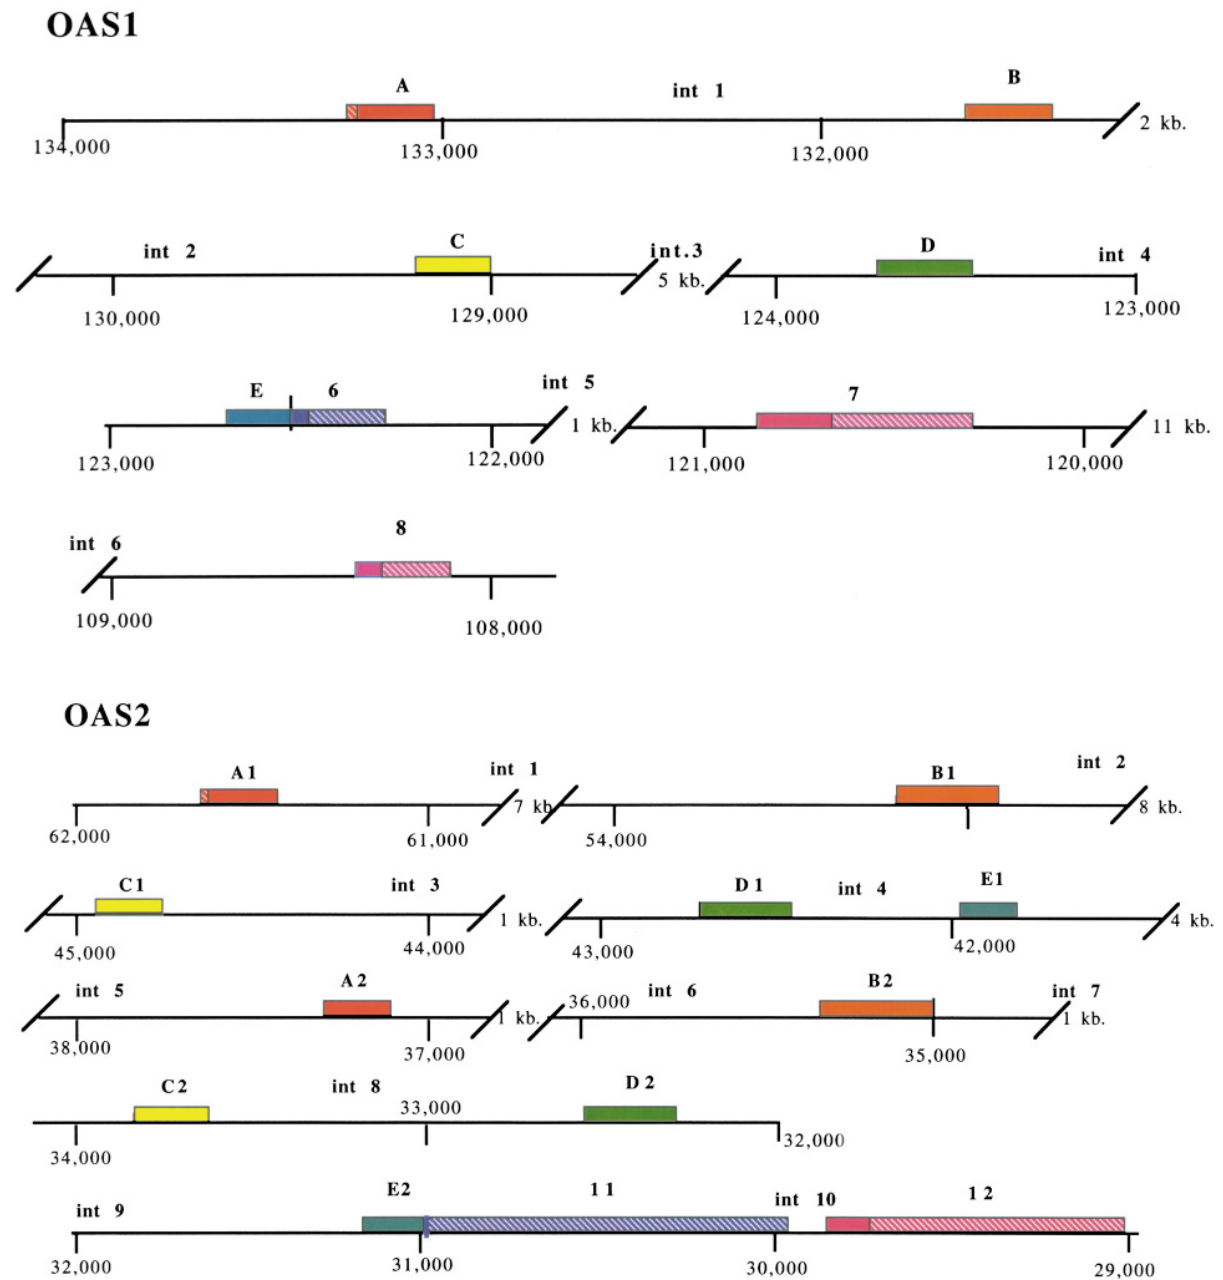 OAS1
A int 1 B
134,000 133,000 132,000 2 kb.
int 2 C int.3 D int 4
130,000 129,000 5 kb. 124,000 123,000
E 6 int 5 7
123,000 122,000 1 kb. 121,000 120,000 11 kb.
int 6 8
109,000 108,000
OAS2
A1 int 1 B1 int 2
62,000 61,000 7 kb 54,000 8 kb.
C1 int 3 D1 int 4 E1
45,000 44,000 1 kb. 43,000 42,000 4 kb.
int 5 A2 36,000 int 6 B2 int 7
38,000 37,000 1 kb. 35,000 1 kb.
C2 int 8 33,000 D2
34,000 32,000
int 9 E2 11 int 10 12
32,000 31,000 30,000 29,000